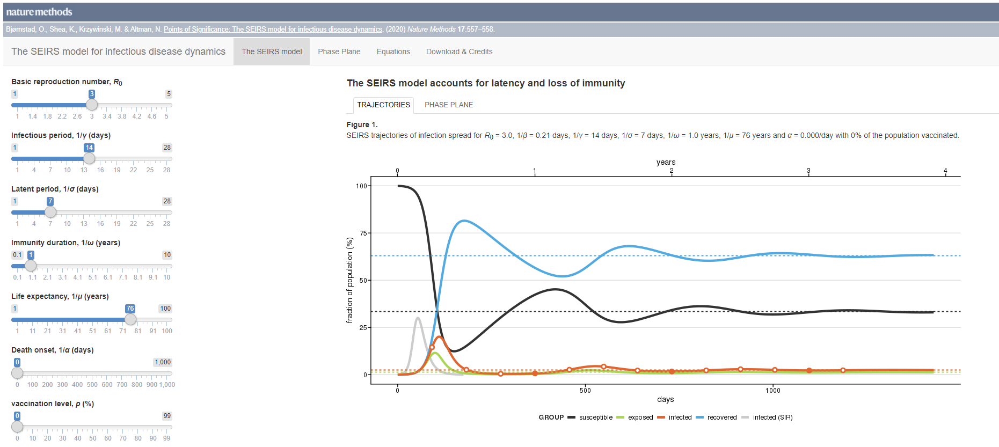 nature methods
Bjørnstad, O., Shea, K., Krzywinski, M. & Altman, N. Points of Significance: The SEIRS model for infectious disease dynamics. (2020) Nature Methods 17:557–558.
The SEIRS model for infectious disease dynamics The SEIRS model Phase Plane Equations Download & Credits
Basic reproduction number, R0
1 3 5
1 1.4 1.8 2.2 2.6 3 3.4 3.8 4.2 4.6 5
Infectious period, 1/γ (days)
1 14 28
1 4 7 10 13 16 19 22 25 28
Latent period, 1/σ (days)
1 7 28
1 4 7 10 13 16 19 22 25 28
Immunity duration, 1/ω (years)
0.1 1 10
0.1 1.1 2.1 3.1 4.1 5.1 6.1 7.1 8.1 9.1 10
Life expectancy, 1/μ (years)
1 76 100
1 11 21 31 41 51 61 71 81 91 100
Death onset, 1/α (days)
0 1,000
0 100 200 300 400 500 600 700 800 900 1,000
vaccination level, p (%)
0 99
0 10 20 30 40 50 60 70 80 90 99
The SEIRS model accounts for latency and loss of immunity
TRAJECTORIES PHASE PLANE
Figure 1.
SEIRS trajectories of infection spread for R0 = 3.0, 1/β = 0.21 days, 1/γ = 14 days, 1/σ = 7 days, 1/ω = 1.0 years, 1/μ = 76 years and α = 0.000/day with 0% of the population vaccinated.
years
0 1 2 3 4
fraction of population (%)
100
75
50
25
0
0 500 1000
days
GROUP susceptible exposed infected recovered infected (SIR)